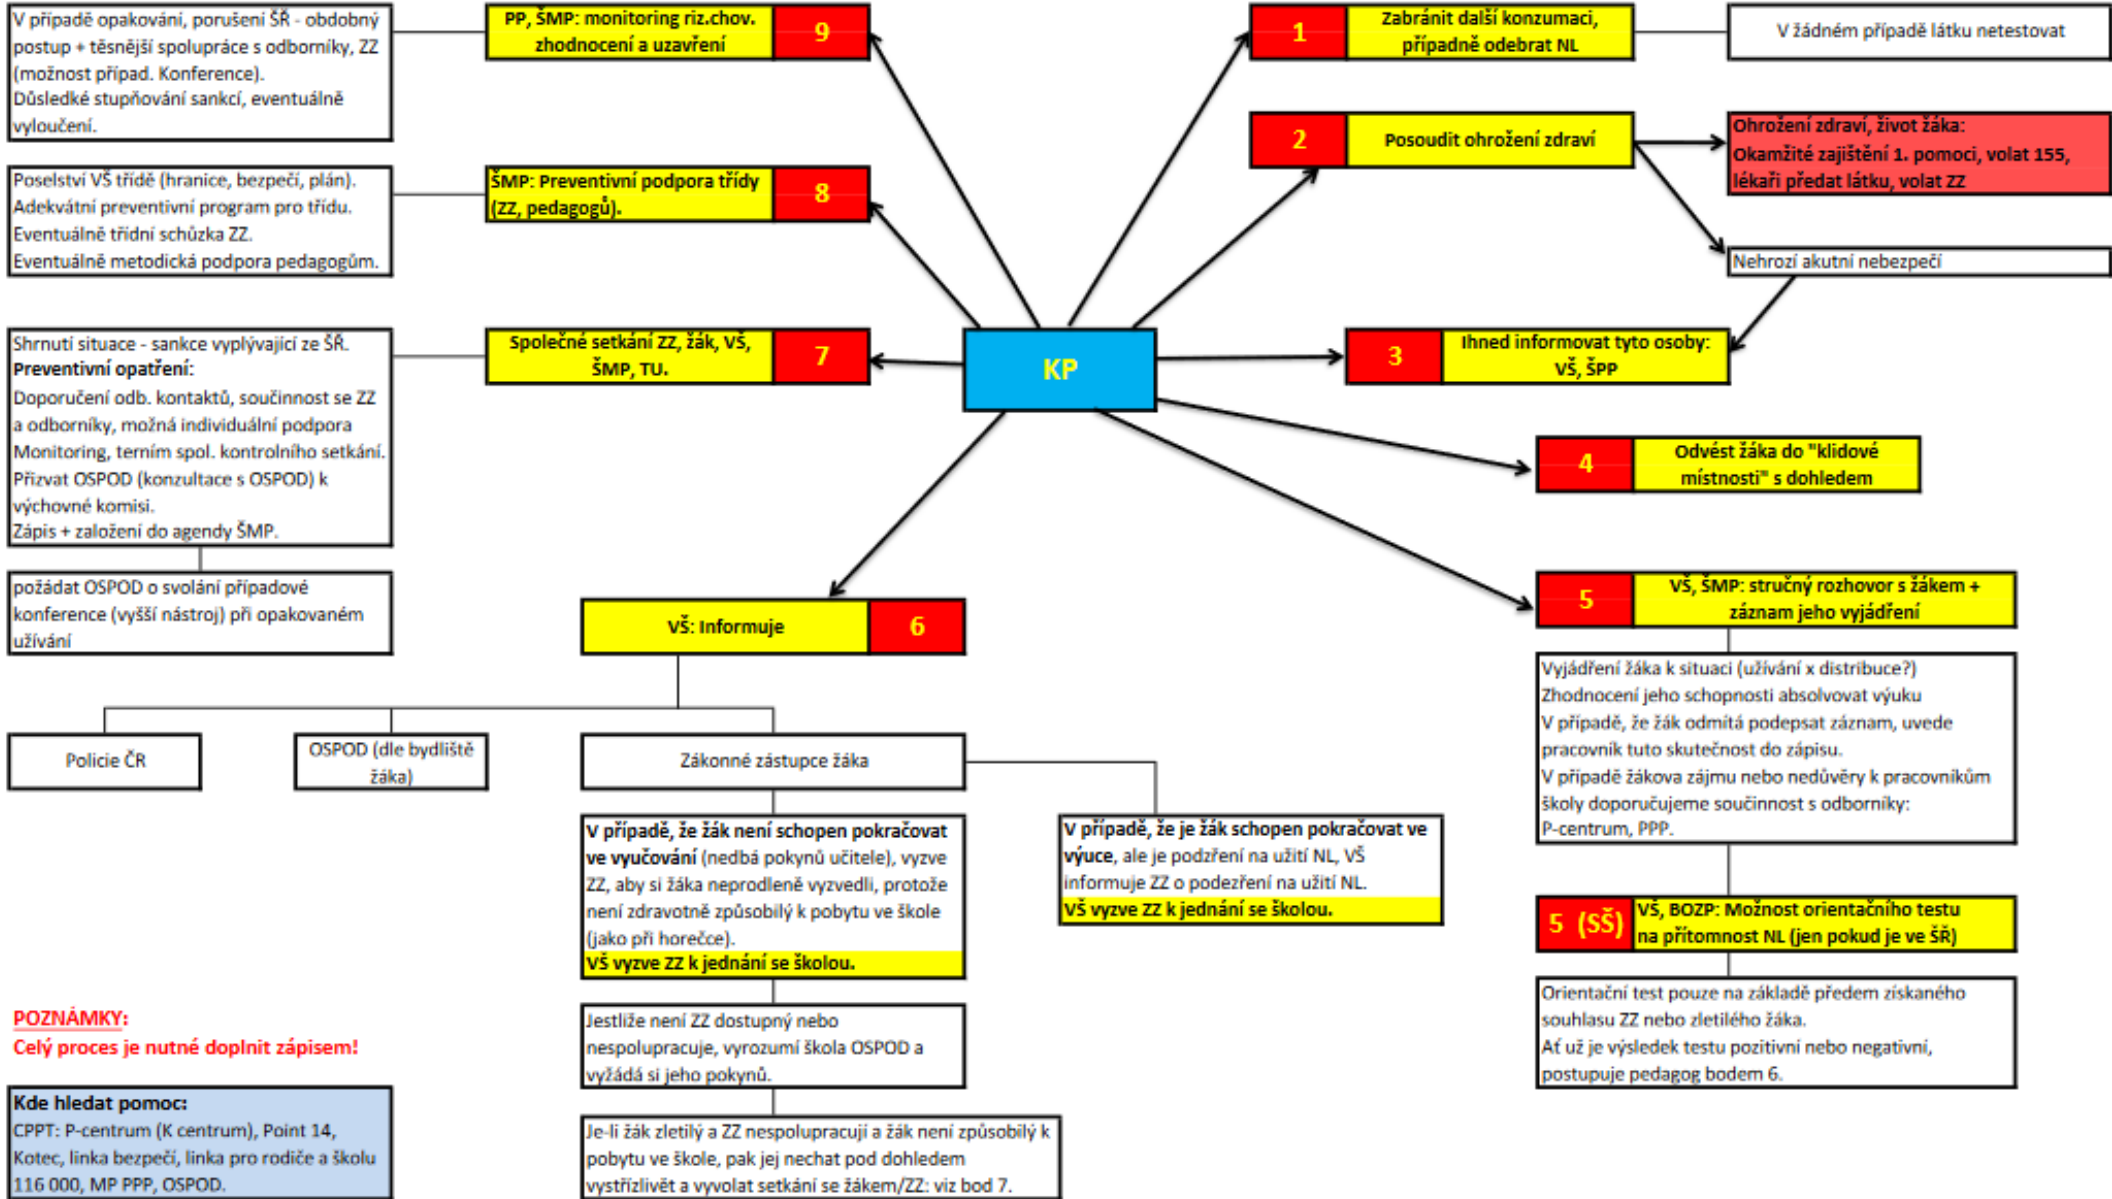 KP
1
Zabránit další konzumaci,
případně odebrat NL
V žádném případě látku netestovat
2
Posoudit ohrožení zdraví
Ohrožení zdraví, život žáka:
Okamžité zajištění 1. pomoci, volat 155,
lékaři předat látku, volat ZZ
Nehrozí akutní nebezpečí
3
Ihned informovat tyto osoby:
VŠ, ŠPP
4
Odvést žáka do "klidové
místnosti" s dohledem
5
VŠ, ŠMP: stručný rozhovor s žákem +
záznam jeho vyjádření
Vyjádření žáka k situaci (užívání x distribuce?)
Zhodnocení jeho schopnosti absolvovat výuku
V případě, že žák odmítá podepsat záznam, uvede
pracovník tuto skutečnost do zápisu.
V případě žákova zájmu nebo nedůvěry k pracovníkům
školy doporučujeme součinnost s odborníky:
P-centrum, PPP.
5 (SŠ)
VŠ, BOZP: Možnost orientačního testu
na přítomnost NL (jen pokud je ve ŠŘ)
Orientační test pouze na základě předem získaného
souhlasu ZZ nebo zletilého žáka.
Ať už je výsledek testu pozitivní nebo negativní,
postupuje pedagog bodem 6.
VŠ: Informuje
6
Policie ČR
OSPOD (dle bydliště
žáka)
Zákonné zástupce žáka
V případě, že žák není schopen pokračovat
ve vyučování (nedbá pokynů učitele), vyzve
ZZ, aby si žáka neprodleně vyzvedli, protože
není zdravotně způsobilý k pobytu ve škole
(jako při horečce).
VŠ vyzve ZZ k jednání se školou.
V případě, že je žák schopen pokračovat ve
výuce, ale je podzření na užití NL, VŠ
informuje ZZ o podezření na užití NL.
VŠ vyzve ZZ k jednání se školou.
Jestliže není ZZ dostupný nebo
nespolupracuje, vyrozumí škola OSPOD a
vyžádá si jeho pokynů.
Je-li žák zletilý a ZZ nespolupracují a žák není způsobilý k
pobytu ve škole, pak jej nechat pod dohledem
vystřízlivět a vyvolat setkání se žákem/ZZ: viz bod 7.
Společné setkání ZZ, žák, VŠ,
ŠMP, TU.
7
Shrnutí situace - sankce vyplývající ze ŠŘ.
Preventivní opatření:
Doporučení odb. kontaktů, součinnost se ZZ
a odborníky, možná individuální podpora
Monitoring, terním spol. kontrolního setkání.
Přizvat OSPOD (konzultace s OSPOD) k
výchovné komisi.
Zápis + založení do agendy ŠMP.
požádat OSPOD o svolání případové
konference (vyšší nástroj) při opakovaném
užívání
ŠMP: Preventivní podpora třídy
(ZZ, pedagogů).
8
Poselství VŠ třídě (hranice, bezpečí, plán).
Adekvátní preventivní program pro třídu.
Eventuálně třídní schůzka ZZ.
Eventuálně metodická podpora pedagogům.
PP, ŠMP: monitoring riz.chov.
zhodnocení a uzavření
9
V případě opakování, porušení ŠŘ - obdobný
postup + těsnější spolupráce s odborníky, ZZ
(možnost případ. Konference).
Důsledké stupňování sankcí, eventuálně
vyloučení.
POZNÁMKY:
Celý proces je nutné doplnit zápisem!
Kde hledat pomoc:
CPPT: P-centrum (K centrum), Point 14,
Kotec, linka bezpečí, linka pro rodiče a školu
116 000, MP PPP, OSPOD.